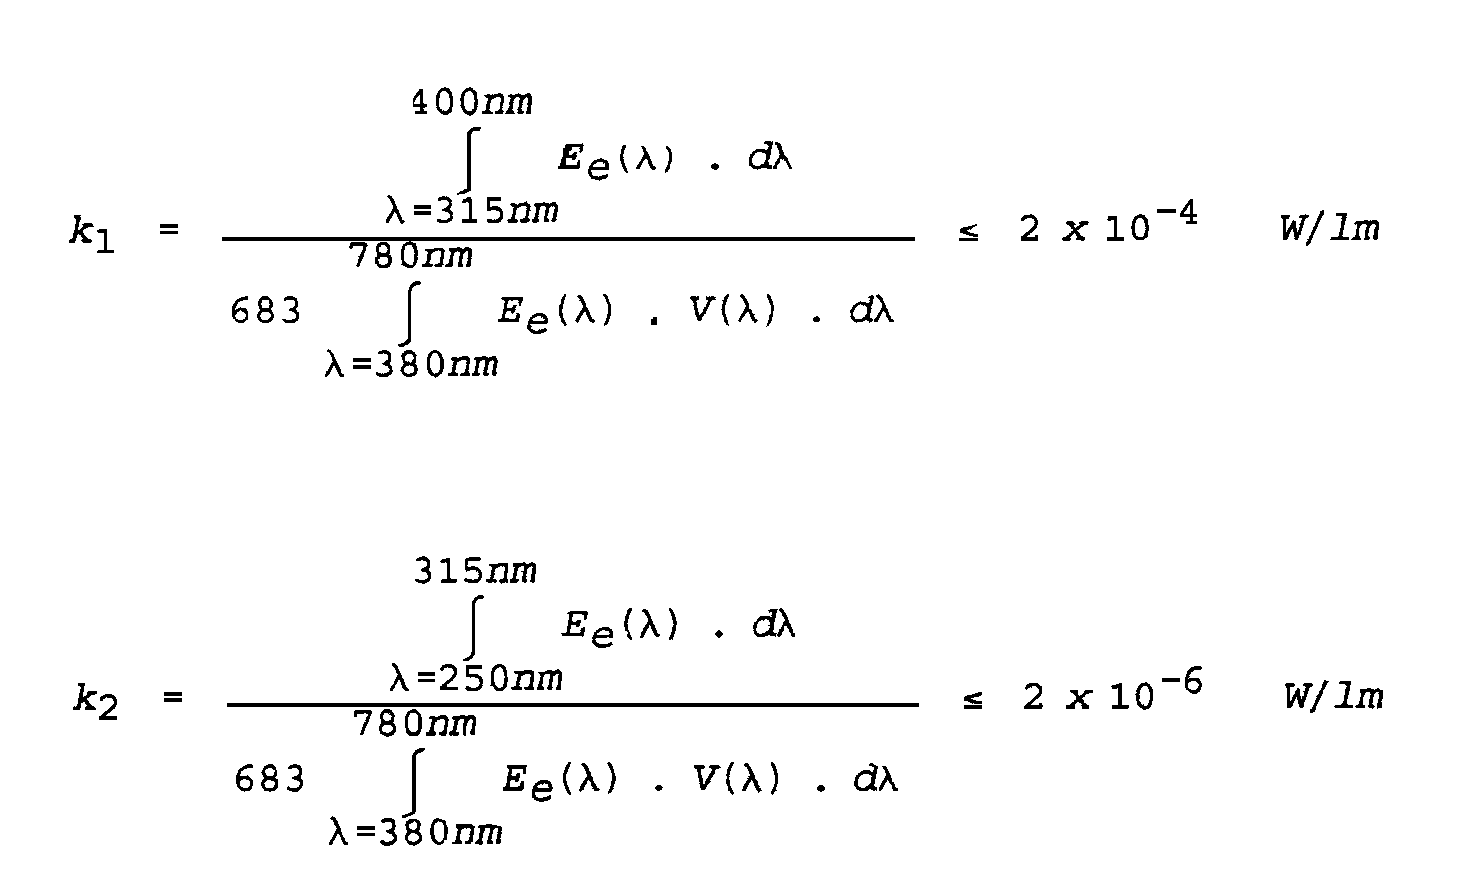 400nm
∫ Ee(λ) . dλ
λ=315nm
k1 = ≤ 2 x 10−4 W/lm
780nm
683 ∫ Ee(λ) . V(λ) . dλ
λ=380nm
315nm
∫ Ee(λ) . dλ
λ=250nm
k2 = ≤ 2 x 10−6 W/lm
780nm
683 ∫ Ee(λ) . V(λ) . dλ
λ=380nm